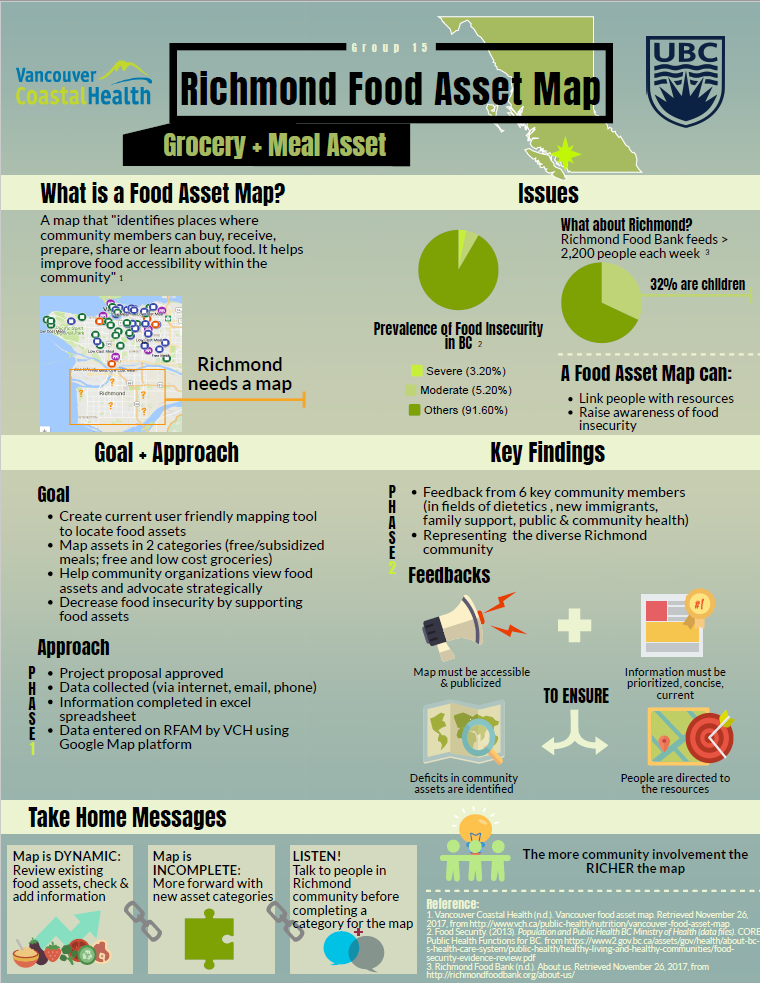 Group 15
Vancouver
CoastalHealth
Richmond Food Asset Map
UBC
Grocery + Meal Asset
What is a Food Asset Map?
A map that "identifies places where
community members can buy, receive,
prepare, share or learn about food. It helps
improve food accessibility within the
community" 1
Richmond
Richmond
needs a map
Issues
Prevalence of Food Insecurity
in BC 2
Severe (3.20%)
Moderate (5.20%)
Others (91.60%)
What about Richmond?
Richmond Food Bank feeds >
2,200 people each week 3
32% are children
A Food Asset Map can:
• Link people with resources
• Raise awareness of food
insecurity
Goal + Approach
Goal
• Create current user friendly mapping tool
to locate food assets
• Map assets in 2 categories (free/subsidized
meals; free and low cost groceries)
• Help community organizations view food
assets and advocate strategically
• Decrease food insecurity by supporting
food assets
Approach
PHASE 1
• Project proposal approved
• Data collected (via internet, email, phone)
• Information completed in excel
spreadsheet
• Data entered on RFAM by VCH using
Google Map platform
Key Findings
PHASE 2
• Feedback from 6 key community members
(in fields of dietetics , new immigrants,
family support, public & community health)
• Representing the diverse Richmond
community
Feedbacks
#1
Map must be accessible
& publicized
Information must be
prioritized, concise,
current
TO ENSURE
Deficits in community
assets are identified
People are directed to
the resources
Take Home Messages
Map is DYNAMIC:
Review existing
food assets, check &
add information
Map is
INCOMPLETE:
More forward with
new asset categories
LISTEN!
Talk to people in
Richmond
community before
completing a
category for the map
The more community involvement the
RICHER the map
Reference:
1. Vancouver Coastal Health (n.d.). Vancouver food asset map. Retrieved November 26,
2017, from http://www.vch.ca/public-health/nutrition/vancouver-food-asset-map
2. Food Security. (2013). Population and Public Health BC Ministry of Health (data files). CORE
Public Health Functions for BC. from https://www2.gov.bc.ca/assets/gov/health/about-bc-
s-health-care-system/public-health/healthy-living-and-healthy-communities/food-
security-evidence-review.pdf
3. Richmond Food Bank (n.d.). About us. Retrieved November 26, 2017, from
http://richmondfoodbank.org/about-us/